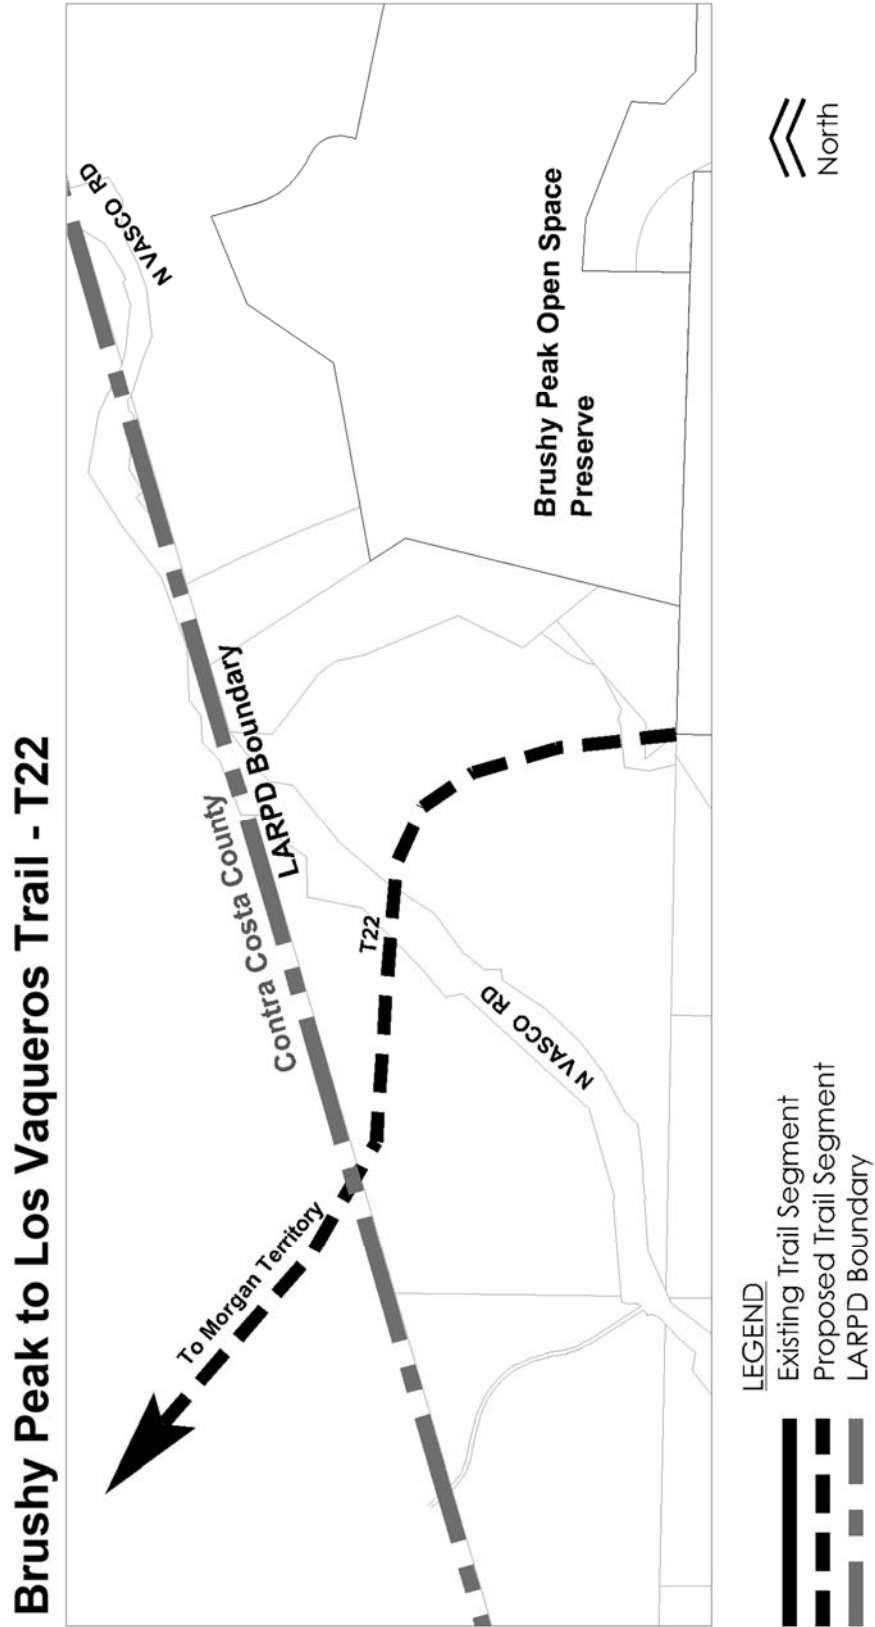 Brushy Peak to Los Vaqueros Trail - T22
N VASCO RD
Contra Costa County
LARPD Boundary
To Morgan Territory
T22
N VASCO RD
Brushy Peak Open Space
Preserve
LEGEND
Existing Trail Segment
Proposed Trail Segment
LARPD Boundary
North